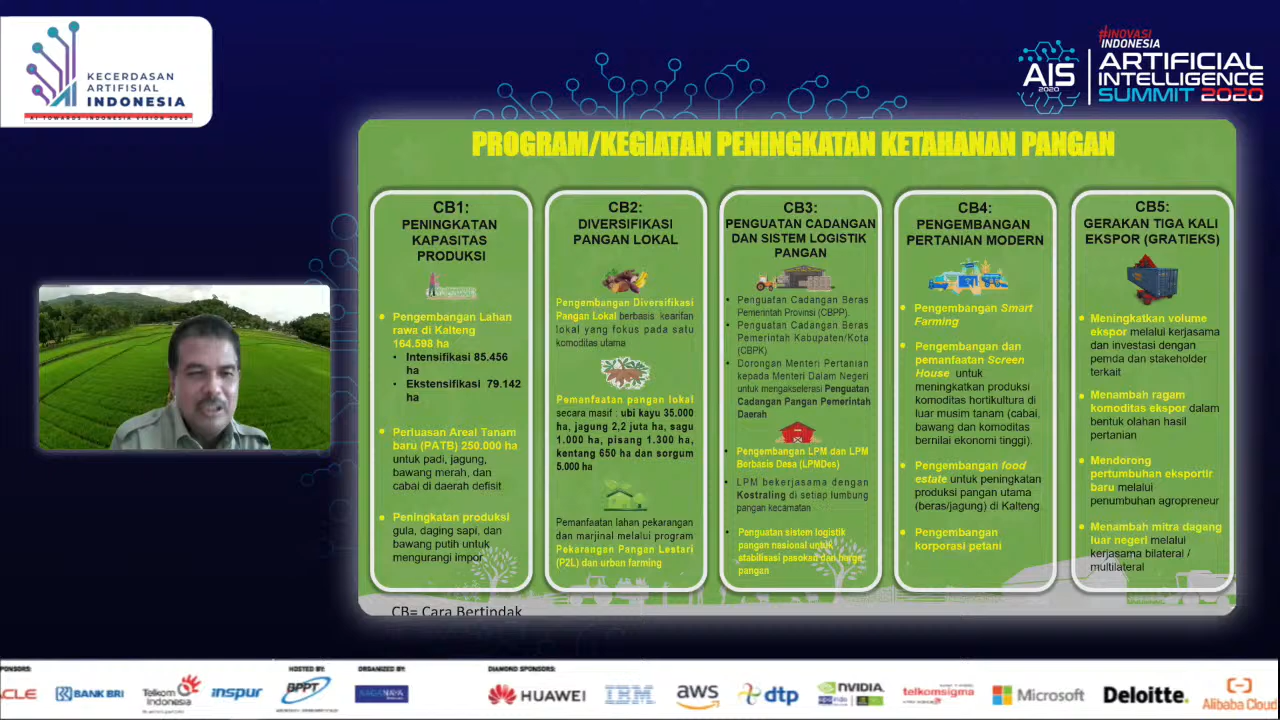 KECERDASAN
ARTIFISIAL
INDONESIA
#INOVASI
INDONESIA
AIS
2020
ARTIFICIAL
INTELLIGENCE
SUMMIT 2020
PROGRAM/KEGIATAN PENINGKATAN KETAHANAN PANGAN
CB1:
PENINGKATAN
KAPASITAS
PRODUKSI
Pengembangan Lahan
rawa di Kalteng
164.598 ha
• Intensifikasi 85.456
ha
• Ekstensifikasi 79.142
ha
Perluasan Areal Tanam
baru (PATB) 250.000 ha
untuk padi, jagung,
bawang merah, dan
cabai di daerah defisit
Peningkatan produksi
gula, daging sapi, dan
bawang putih untuk
mengurangi impor
CB2:
DIVERSIFIKASI
PANGAN LOKAL
Pengembangan Diversifikasi
Pangan Lokal berbasis kearifan
lokal yang fokus pada satu
komoditas utama
Pemanfaatan pangan lokal
secara masif : ubi kayu 35.000
ha, jagung 2,2 juta ha, sagu
1.000 ha, pisang 1.300 ha,
kentang 650 ha dan sorgum
5.000 ha
Pemanfaatan lahan pekarangan
dan marjinal melalui program
Pekarangan Pangan Lestari
(P2L) dan urban farming
CB3:
PENGUATAN CADANGAN
DAN SISTEM LOGISTIK
PANGAN
• Penguatan Cadangan Beras
Pemerintah Provinsi (CBPP).
• Penguatan Cadangan Beras
Pemerintah Kabupaten/Kota
(CBPK)
• Dorongan Menteri Pertanian
kepada Menteri Dalam Negeri
untuk mengakselerasi Penguatan
Cadangan Pangan Pemerintah
Daerah
• Pengembangan LPM dan LPM
Berbasis Desa (LPMDes)
• LPM bekerjasama dengan
Kostraling di setiap lumbung
pangan kecamatan
• Penguatan sistem logistik
pangan nasional untuk
stabilisasi pasokan dan harga
pangan
CB4:
PENGEMBANGAN
PERTANIAN MODERN
• Pengembangan Smart
Farming
• Pengembangan dan
pemanfaatan Screen
House untuk
meningkatkan produksi
komoditas hortikultura di
luar musim tanam (cabai,
bawang dan komoditas
bernilai ekonomi tinggi).
• Pengembangan food
estate untuk peningkatan
produksi pangan utama
(beras/jagung) di Kalteng
• Pengembangan
korporasi petani
CB5:
GERAKAN TIGA KALI
EKSPOR (GRATIEKS)
• Meningkatkan volume
ekspor melalui kerjasama
dan investasi dengan
pemda dan stakeholder
terkait
• Menambah ragam
komoditas ekspor dalam
bentuk olahan hasil
pertanian
• Mendorong
pertumbuhan eksportir
baru melalui
penumbuhan agropreneur
• Menambah mitra dagang
luar negeri melalui
kerjasama bilateral /
multilateral
CB= Cara Bertindak
HOSTED BY:
ORGANIZED BY:
DIAMOND SPONSORS:
BANK BRI
Telkom
Indonesia
inspur
BPPT
HUAWEI
IBM
aws
dtp
NVIDIA
telkomsigma
Microsoft
Deloitte.
Alibaba Cloud